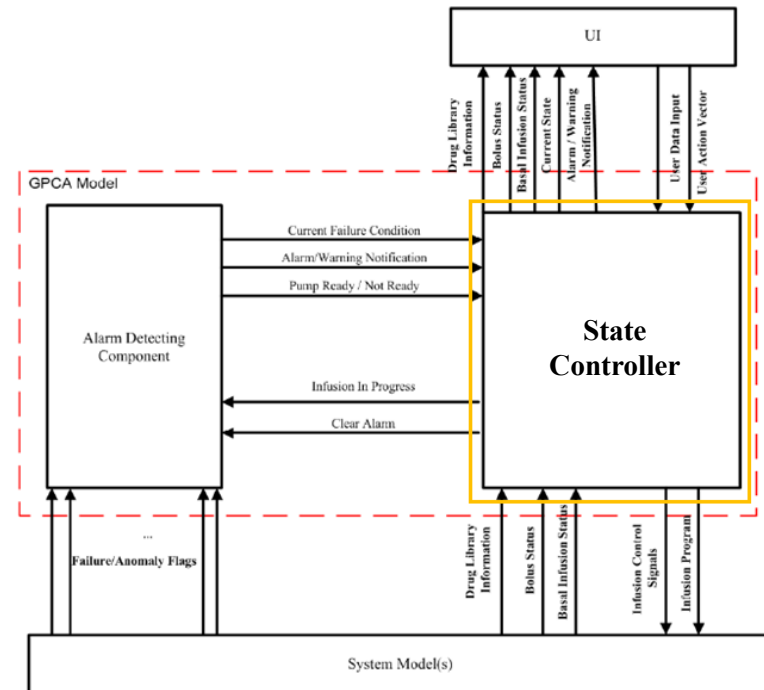 UI
Drug Library
Information
Bolus Status
Basal Infusion Status
Current State
Alarm / Warning
Notification
User Data Input
User Action Vector
GPCA Model
Current Failure Condition
Alarm/Warning Notification
Pump Ready / Not Ready
Alarm Detecting
Component
State
Controller
Infusion In Progress
Clear Alarm
...
Failure/Anomaly Flags
Drug Library
Information
Bolus Status
Basal Infusion Status
Infusion Control
Signals
Infusion Program
System Model(s)